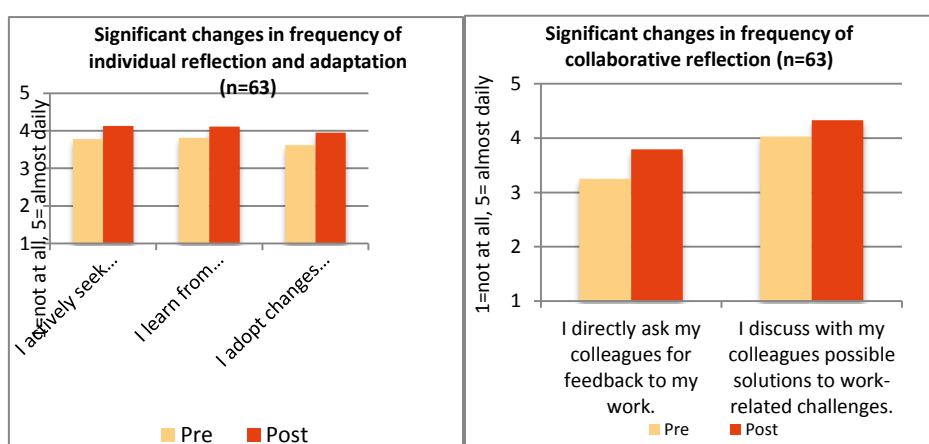 Significant changes in frequency of
individual reflection and adaptation
(n=63)
5
4
3
2
1
1=not at all, 5= almost daily
I actively seek...
I learn from...
I adopt changes...
Pre
Post
Significant changes in frequency of
collaborative reflection (n=63)
5
4
3
2
1
1=not at all, 5= almost daily
I directly ask my
colleagues for
feedback to my
work.
I discuss with my
colleagues possible
solutions to work-
related challenges.
Pre
Post